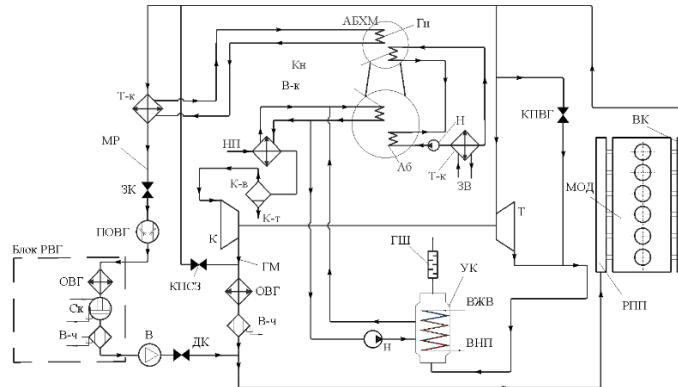 АБХМ
Гн
Кн
В-к
Т-к
КПВГ
ВК
МР
НП
Н
Аб
Т-к
ЗВ
МОД
ЗК
К-в
К-т
ПОВГ
К
Т
Блок РВГ
КПСЗ
ГМ
ГШ
УК
РПП
ОВГ
ОВГ
ВЖВ
Ск
В-ч
В-ч
В
ДК
Н
ВНП